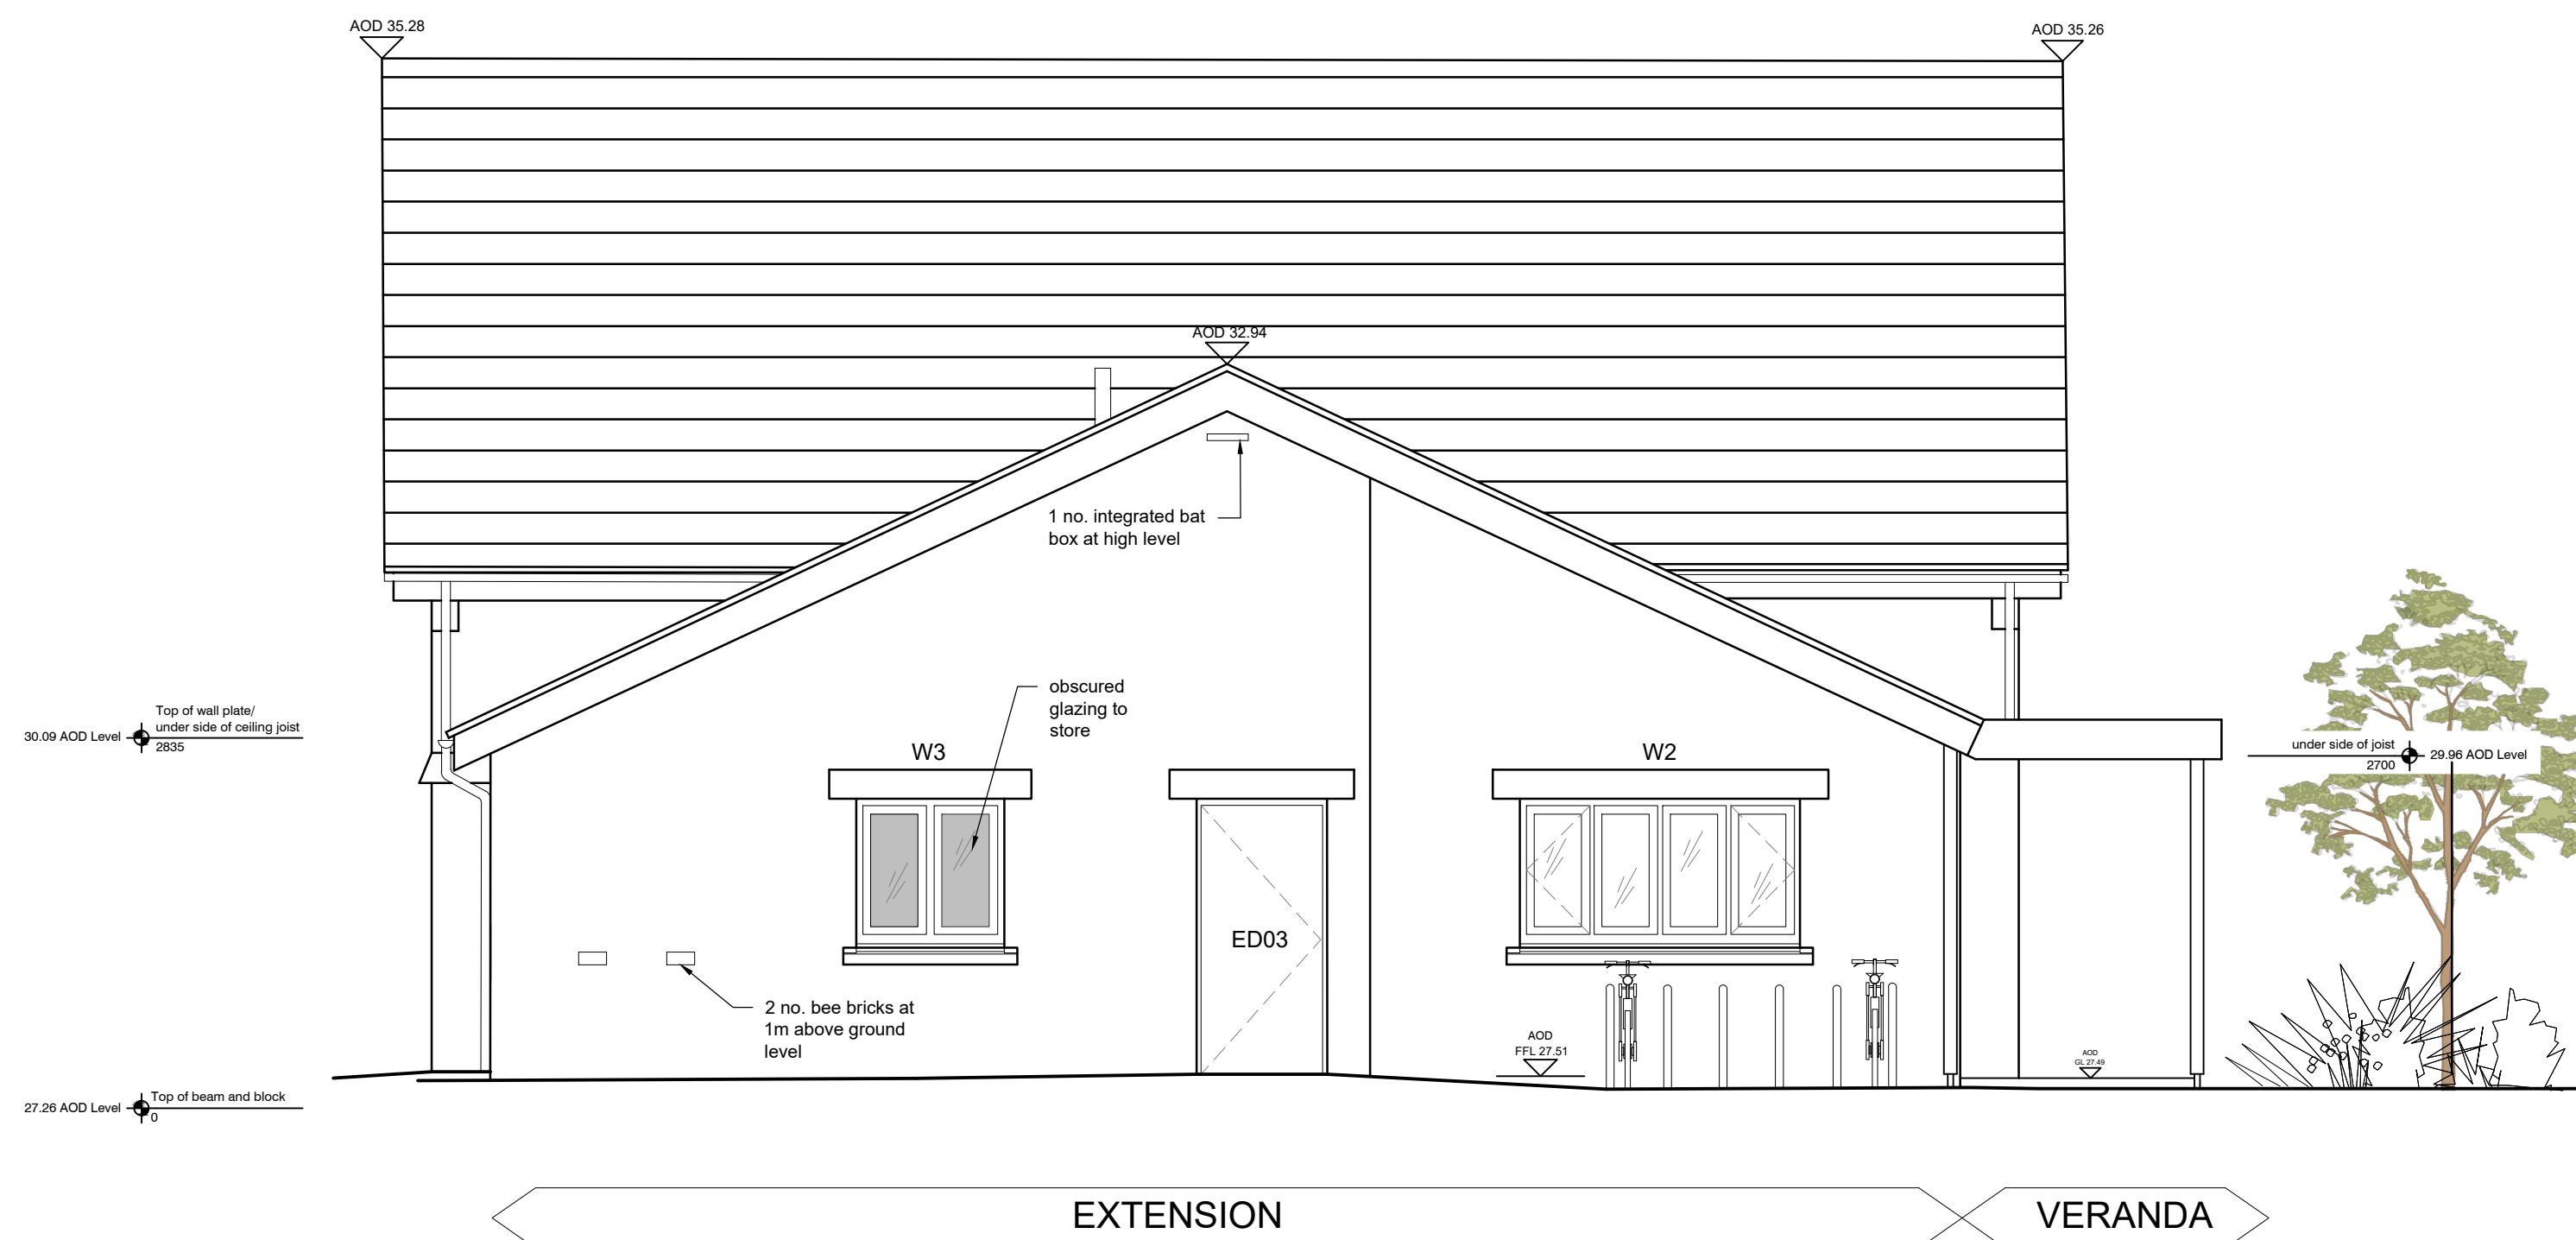 AOD 35.28
AOD 35.26
AOD 32.94
1 no. integrated bat
box at high level
obscured
glazing to
store
Top of wall plate/
under side of ceiling joist
30.09 AOD Level
2835
W3
W2
under side of joist
29.96 AOD Level
2700
ED03
2 no. bee bricks at
1m above ground
level
AOD
FFL 27.51
AOD
GL 27.49
Top of beam and block
27.26 AOD Level
0
EXTENSION
VERANDA